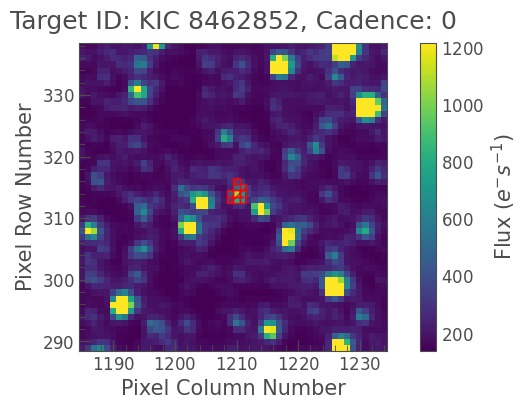 Target ID: KIC 8462852, Cadence: 0
Pixel Row Number
330
320
310
300
290
1190 1200 1210 1220 1230
Pixel Column Number
1200
1000
800
600
400
200
Flux (e⁻s⁻¹)